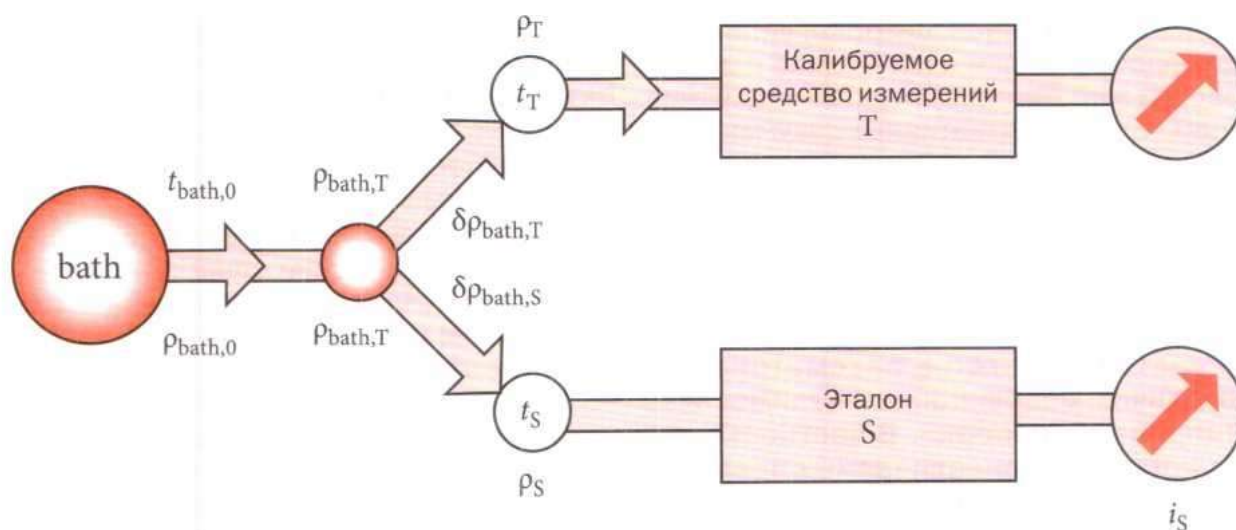 ρT
tT
Калибруемое
средство измерений
T
tbath,0
ρbath,T
δρbath,T
bath
δρbath,S
ρbath,0
ρbath,T
tS
Эталон
S
ρS
iS